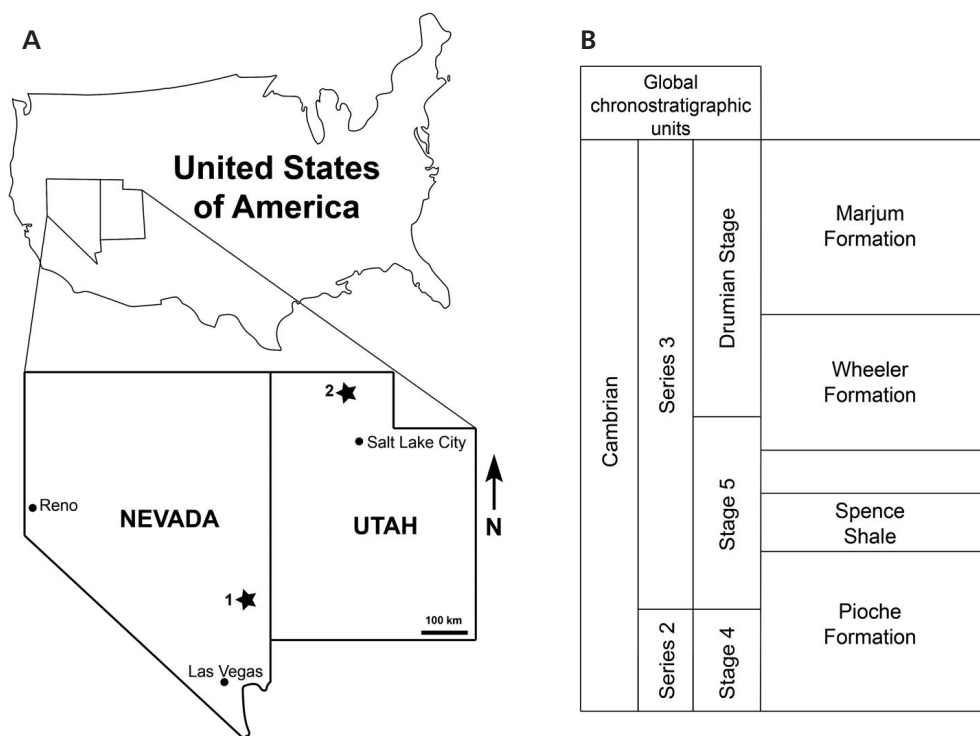 A
United States
of America
2
Salt Lake City
Reno
NEVADA
UTAH
N
1
100 km
Las Vegas
B
Global
chronostratigraphic
units
Cambrian
Series 3
Series 2
Drumian Stage
Stage 5
Stage 4
Marjum
Formation
Wheeler
Formation
Spence
Shale
Pioche
Formation